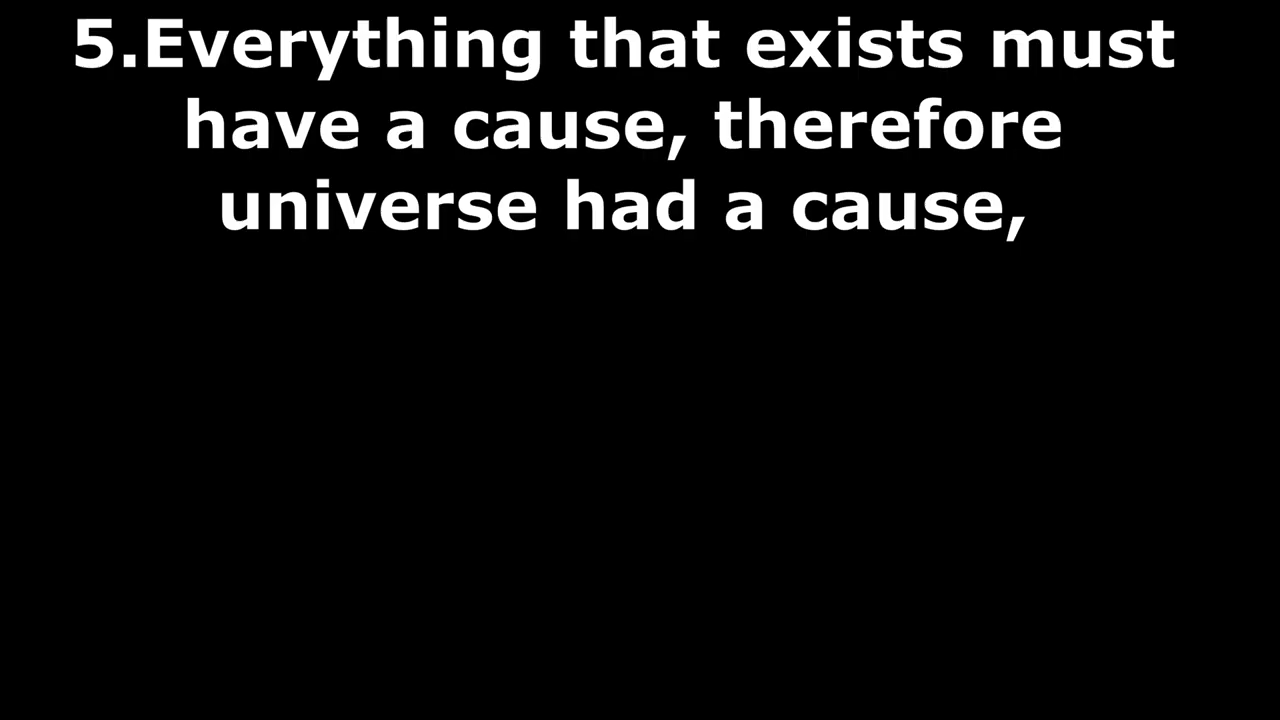 5.Everything that exists must
have a cause, therefore
universe had a cause,